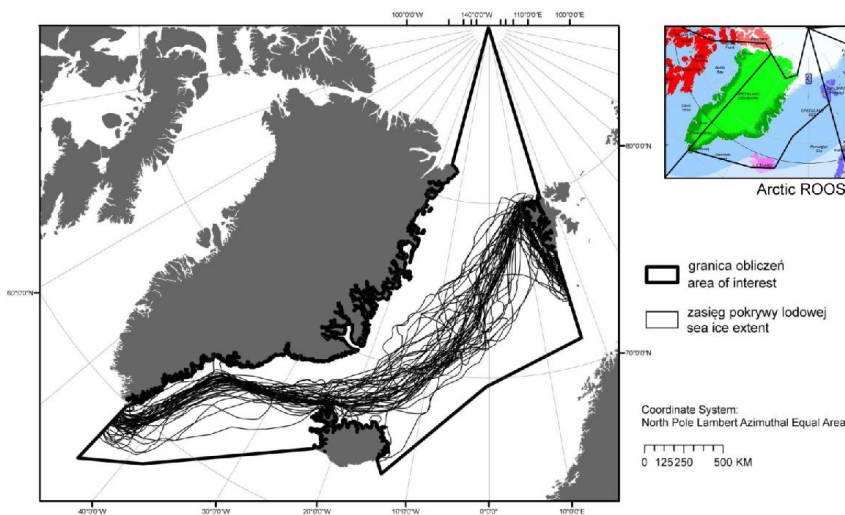 100°0'0"W 140°0'0"W 110°0'0"E 100°0'0"E
80°0'0"N
60°0'0"N
70°0'0"N
40°0'0"W 30°0'0"W 20°0'0"W 10°0'0"W 0°0'0"E 10°0'0"E
Arctic ROOS
granica obliczeń
area of interest
zasięg pokrywy lodowej
sea ice extent
Coordinate System:
North Pole Lambert Azimuthal Equal Area
0 125250 500 KM